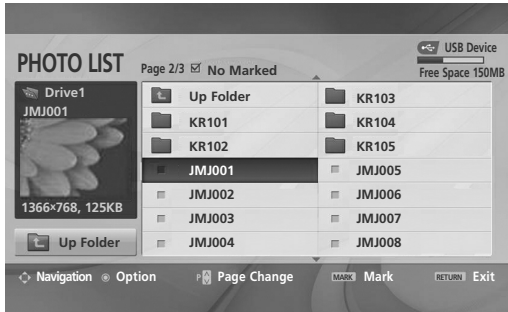 USB Device
PHOTO LIST
Page 2/3 No Marked
Free Space 150MB
Drive1
JMJ001
1366×768, 125KB
Up Folder
Up Folder
KR101
KR102
JMJ001
JMJ002
JMJ003
JMJ004
KR103
KR104
KR105
JMJ005
JMJ006
JMJ007
JMJ008
Navigation Option P Page Change MARK Mark RETURN Exit